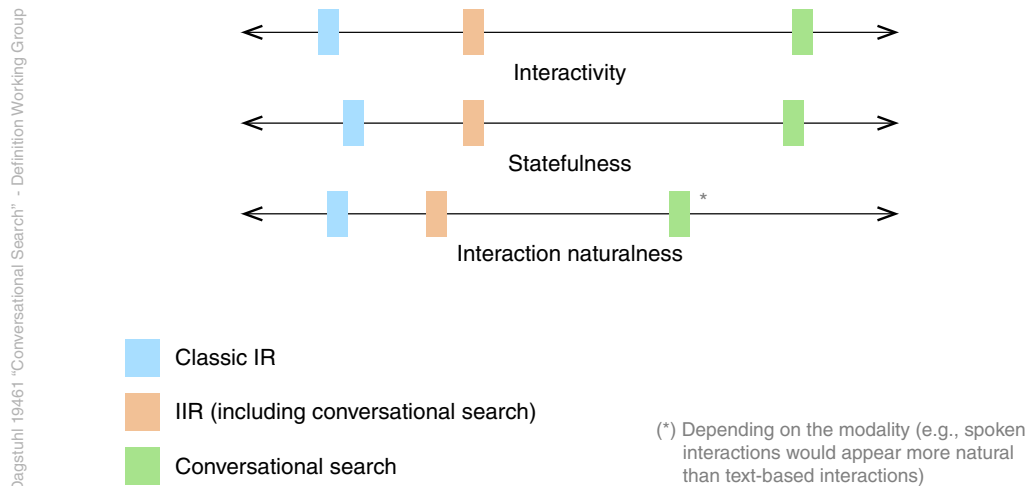 Interactivity
Statefulness
*
Interaction naturalness
Classic IR
IIR (including conversational search)
Conversational search
(*) Depending on the modality (e.g., spoken
interactions would appear more natural
than text-based interactions)
Dagstuhl 19461 “Conversational Search” - Definition Working Group